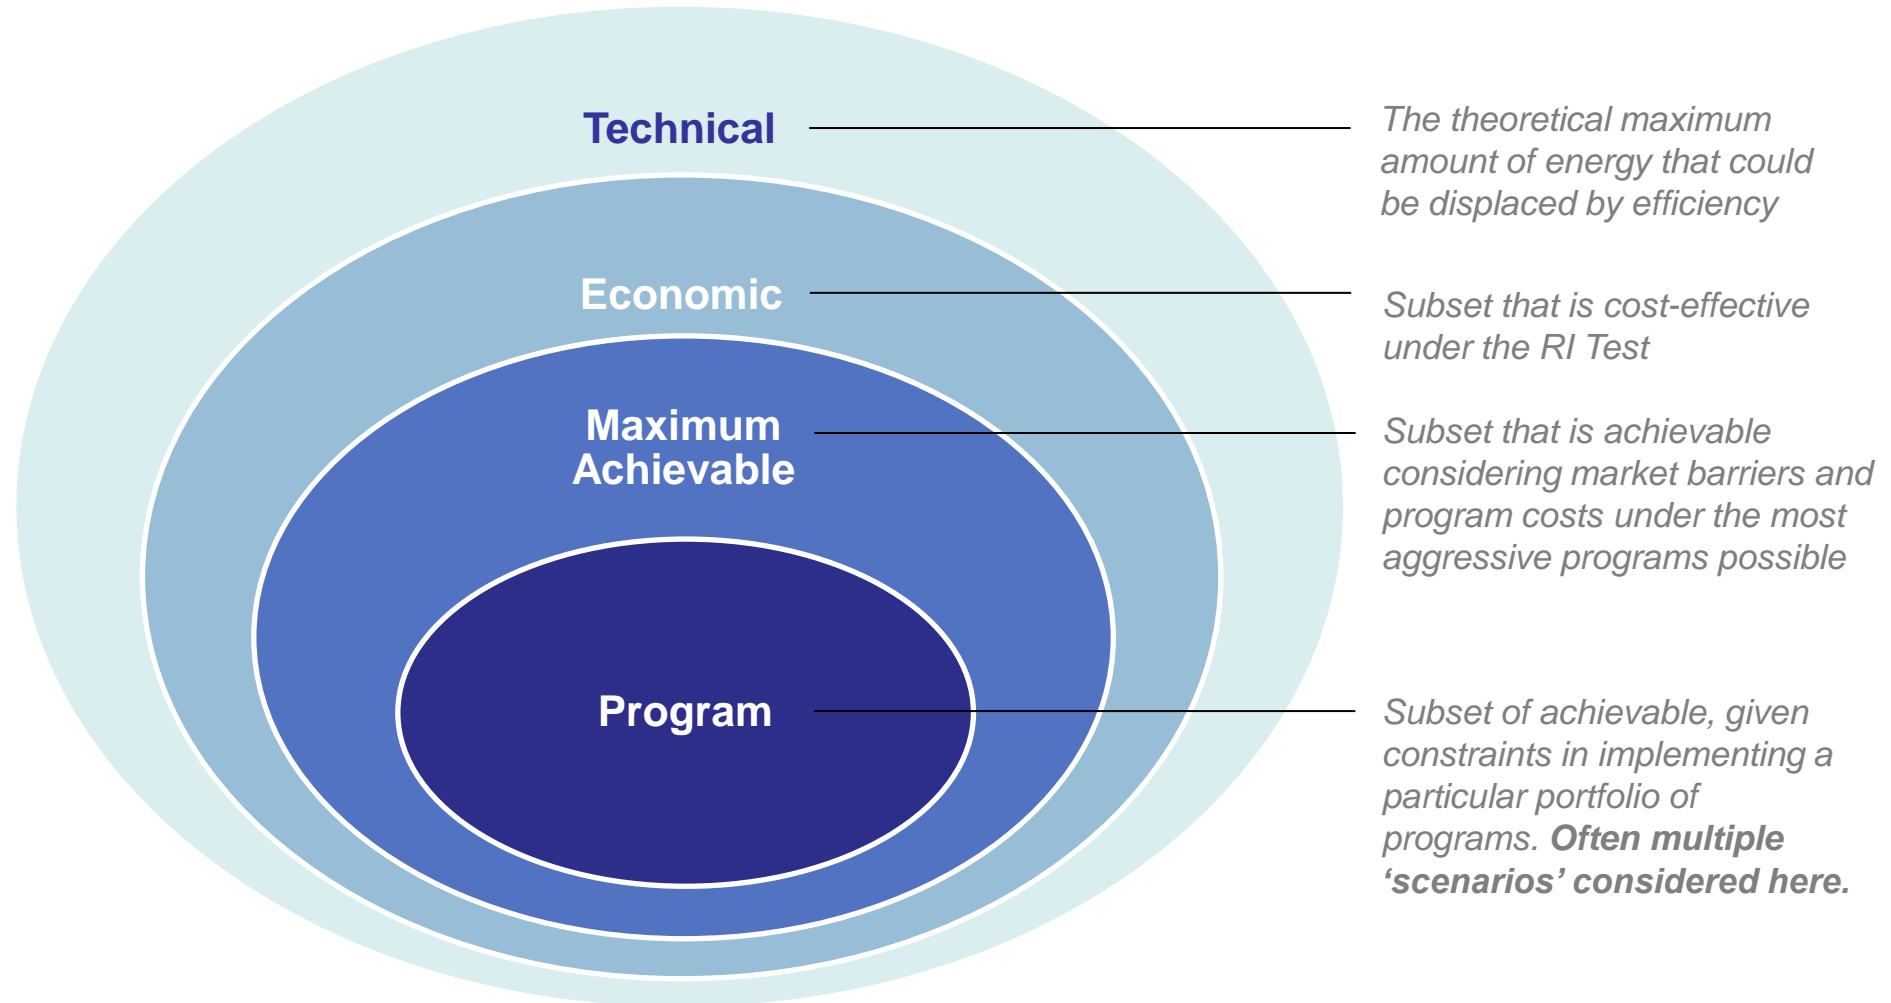 Technical
The theoretical maximum
amount of energy that could
be displaced by efficiency
Economic
Subset that is cost-effective
under the RI Test
Maximum
Achievable
Subset that is achievable
considering market barriers and
program costs under the most
aggressive programs possible
Program
Subset of achievable, given
constraints in implementing a
particular portfolio of
programs. Often multiple
‘scenarios’ considered here.